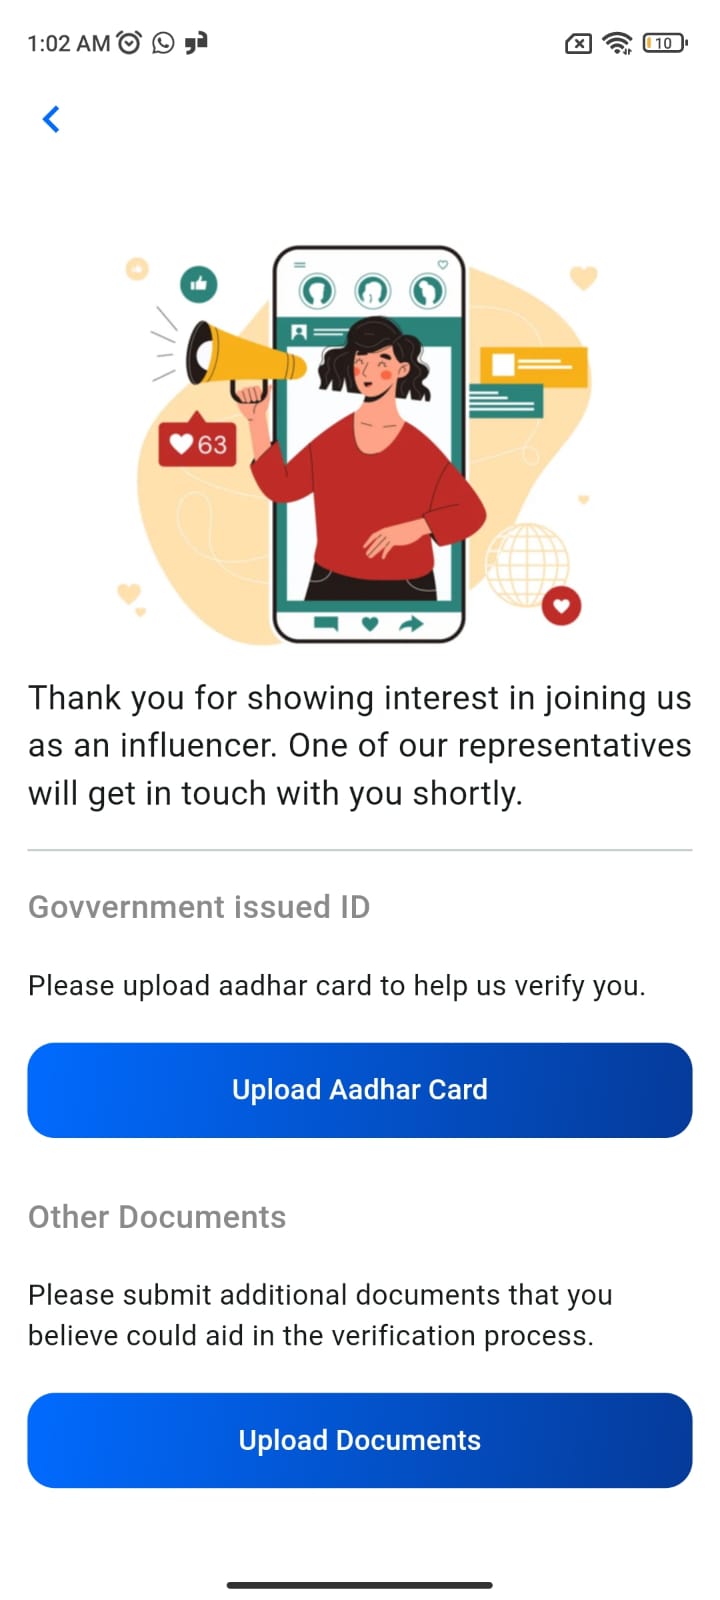 1:02 AM
10
63
Thank you for showing interest in joining us
as an influencer. One of our representatives
will get in touch with you shortly.
Govvernment issued ID
Please upload aadhar card to help us verify you.
Upload Aadhar Card
Other Documents
Please submit additional documents that you
believe could aid in the verification process.
Upload Documents